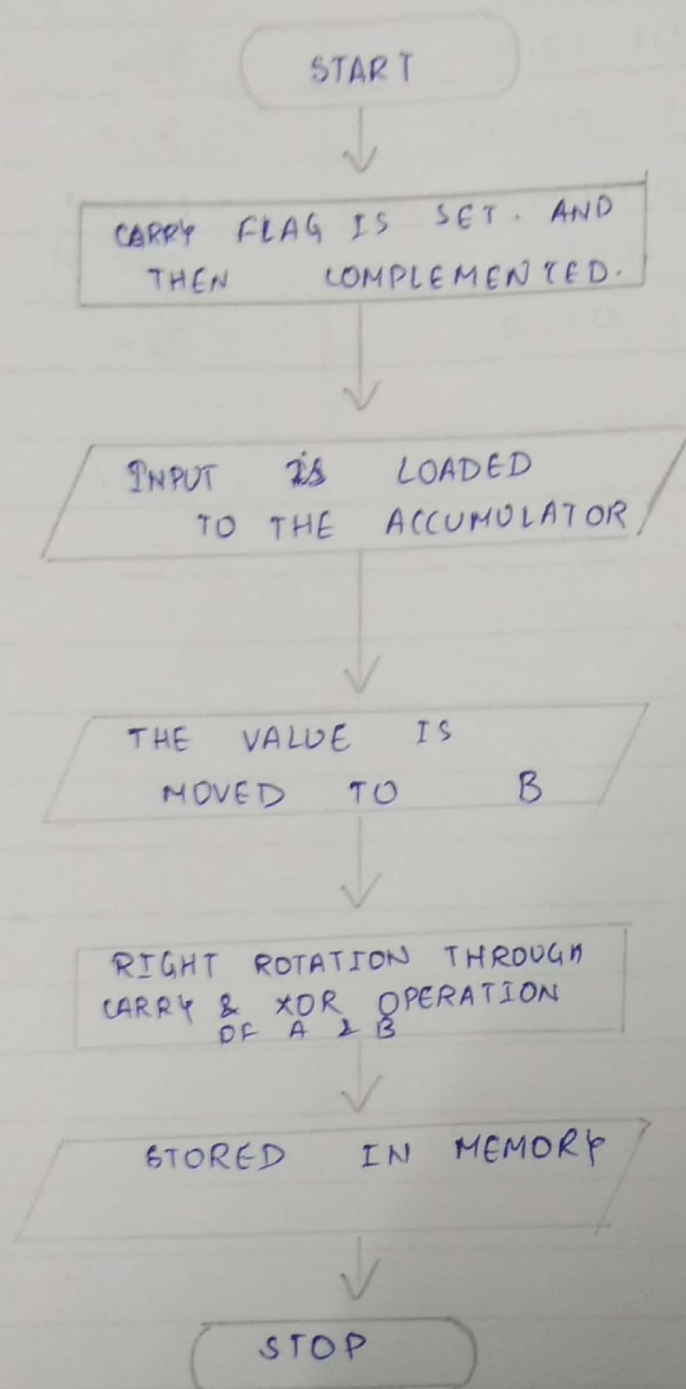 START
CARRY FLAG IS SET. AND
THEN COMPLEMENTED.
INPUT IS LOADED
TO THE ACCUMULATOR
THE VALUE IS
MOVED TO B
RIGHT ROTATION THROUGH
CARRY & XOR OPERATION
OF A & B
STORED IN MEMORY
STOP